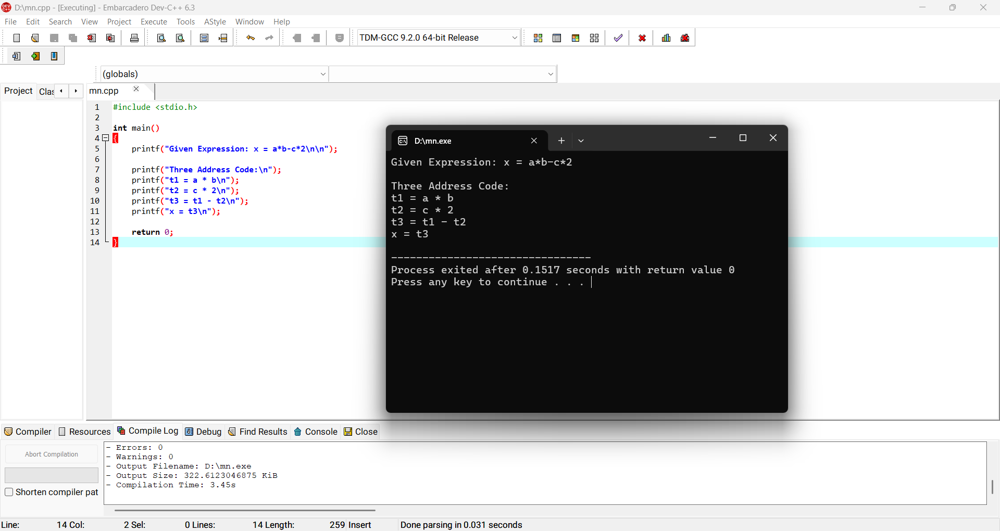 D:\mn.cpp - [Executing] - Embarcadero Dev-C++ 6.3
File Edit Search View Project Execute Tools AStyle Window Help
TDM-GCC 9.2.0 64-bit Release
(globals)
Project Clas
mn.cpp
1 #include <stdio.h>
2
3 int main()
4 {
5 printf("Given Expression: x = a*b-c*2\n\n");
6
7 printf("Three Address Code:\n");
8 printf("t1 = a * b\n");
9 printf("t2 = c * 2\n");
10 printf("t3 = t1 - t2\n");
11 printf("x = t3\n");
12
13 return 0;
14 }
D:\mn.exe
Given Expression: x = a*b-c*2
Three Address Code:
t1 = a * b
t2 = c * 2
t3 = t1 - t2
x = t3
--------------------------------
Process exited after 0.1517 seconds with return value 0
Press any key to continue . . .
Compiler Resources Compile Log Debug Find Results Console Close
Abort Compilation
Shorten compiler pat
- Errors: 0
- Warnings: 0
- Output Filename: D:\mn.exe
- Output Size: 322.6123046875 KiB
- Compilation Time: 3.45s
Line: 14 Col: 2 Sel: 0 Lines: 14 Length: 259 Insert Done parsing in 0.031 seconds